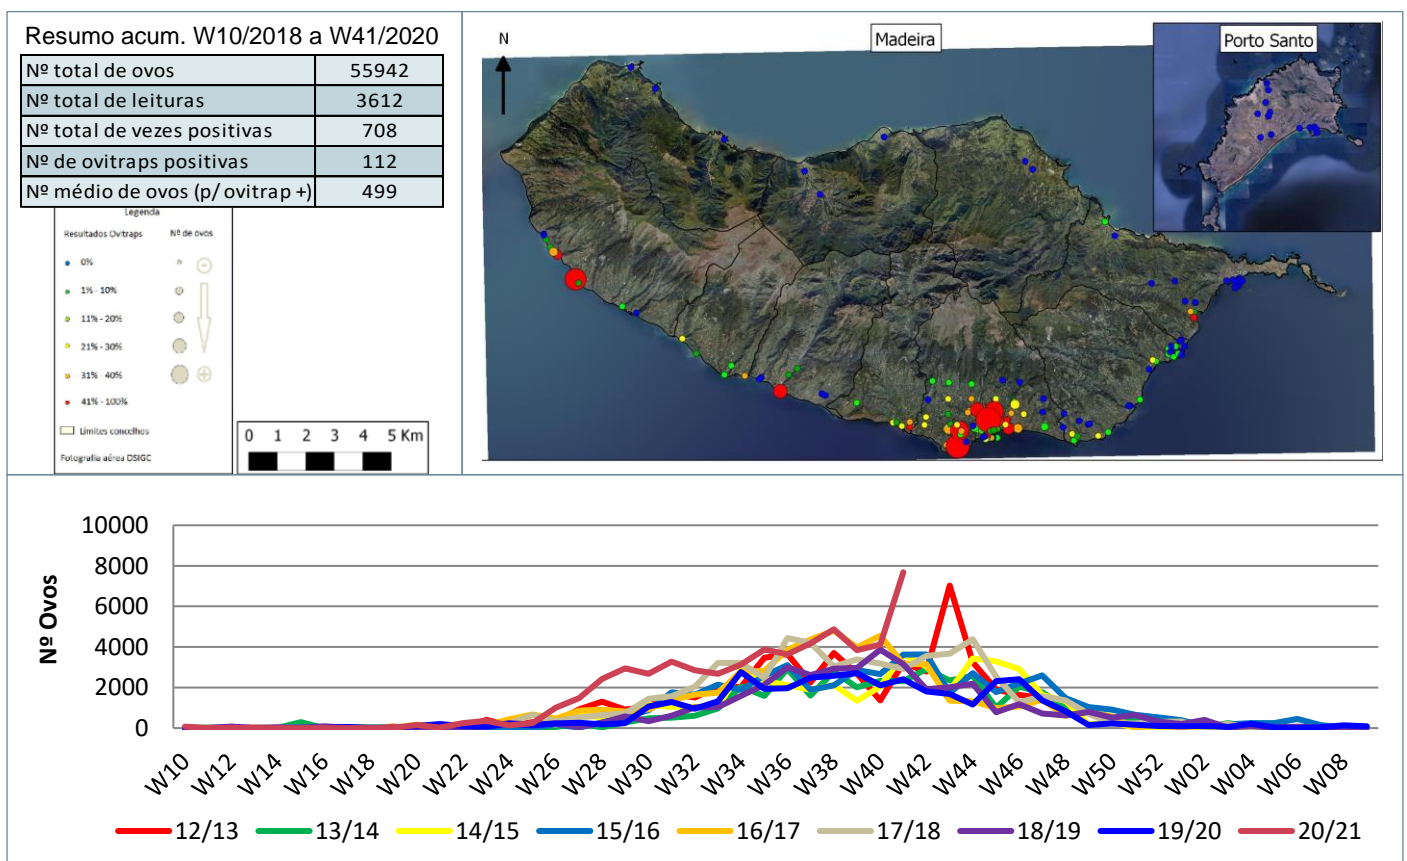 Resumo acum. W10/2018 a W41/2020
Nº total de ovos 55942
Nº total de leituras 3612
Nº total de vezes positivas 708
Nº de ovitraps positivas 112
Nº médio de ovos (p/ ovitrap +) 499
Legenda
Resultados Ovitraps Nº de ovos
0%
1% - 10%
11% - 20%
21% - 30%
31% - 40%
41% - 100%
Limites concelhos
Fotografia aérea DSIGC
0 1 2 3 4 5 Km
N
Madeira
Porto Santo
Nº Ovos
10000
8000
6000
4000
2000
0
W10 W12 W14 W16 W18 W20 W22 W24 W26 W28 W30 W32 W34 W36 W38 W40 W42 W44 W46 W48 W50 W52 W02 W04 W06 W08
12/13 13/14 14/15 15/16 16/17 17/18 18/19 19/20 20/21